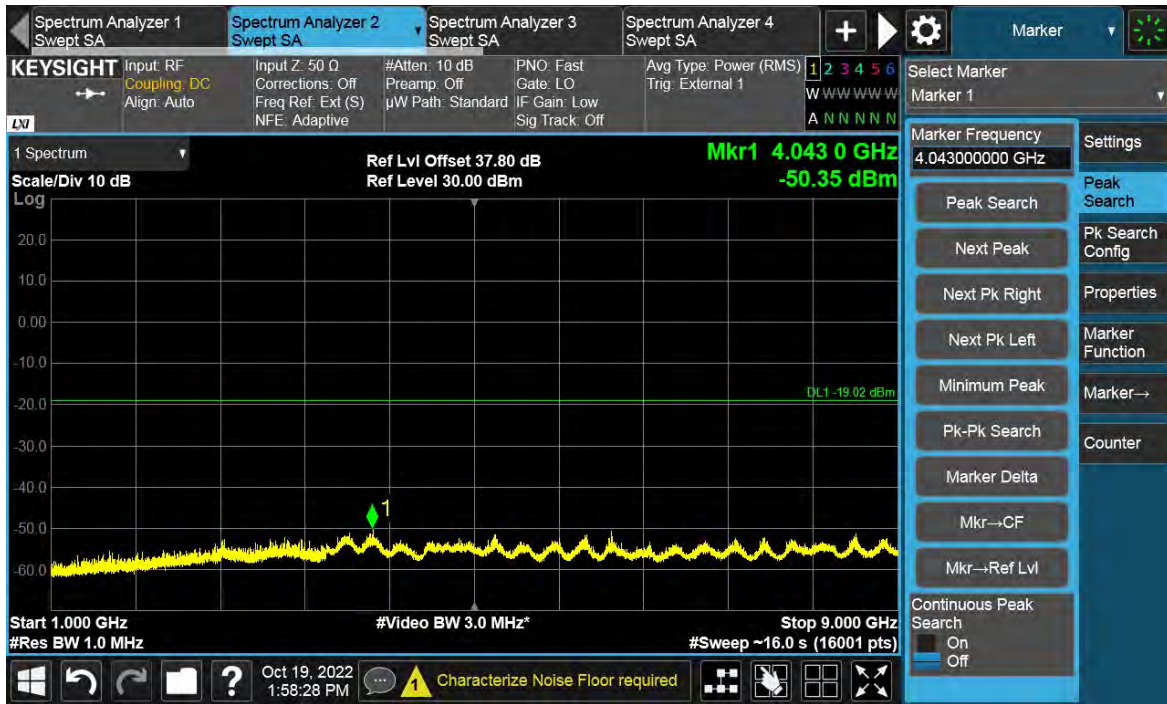 Spectrum Analyzer 1
Swept SA
Spectrum Analyzer 2
Swept SA
Spectrum Analyzer 3
Swept SA
Spectrum Analyzer 4
Swept SA
+
Marker
KEYSIGHT
LXI
Input: RF
Coupling: DC
Align: Auto
Input Z: 50 Ω
Corrections: Off
Freq Ref: Ext (S)
NFE: Adaptive
#Atten: 10 dB
Preamp: Off
µW Path: Standard
PNO: Fast
Gate: LO
IF Gain: Low
Sig Track: Off
Avg Type: Power (RMS)
Trig: External 1
1 2 3 4 5 6
W W W W W W
A N N N N N
Select Marker
Marker 1
1 Spectrum
Scale/Div 10 dB
Log
Ref Lvl Offset 37.80 dB
Ref Level 30.00 dBm
Mkr1 4.043 0 GHz
-50.35 dBm
20.0
10.0
0.00
-10.0
-20.0
-30.0
-40.0
-50.0
-60.0
DL1 -19.02 dBm
1
Start 1.000 GHz
#Res BW 1.0 MHz
#Video BW 3.0 MHz*
Stop 9.000 GHz
#Sweep ~16.0 s (16001 pts)
Marker Frequency
4.043000000 GHz
Peak Search
Next Peak
Next Pk Right
Next Pk Left
Minimum Peak
Pk-Pk Search
Marker Delta
Mkr→CF
Mkr→Ref Lvl
Continuous Peak
Search
On
Off
Settings
Peak
Search
Pk Search
Config
Properties
Marker
Function
Marker→
Counter
?
Oct 19, 2022
1:58:28 PM
1
Characterize Noise Floor required